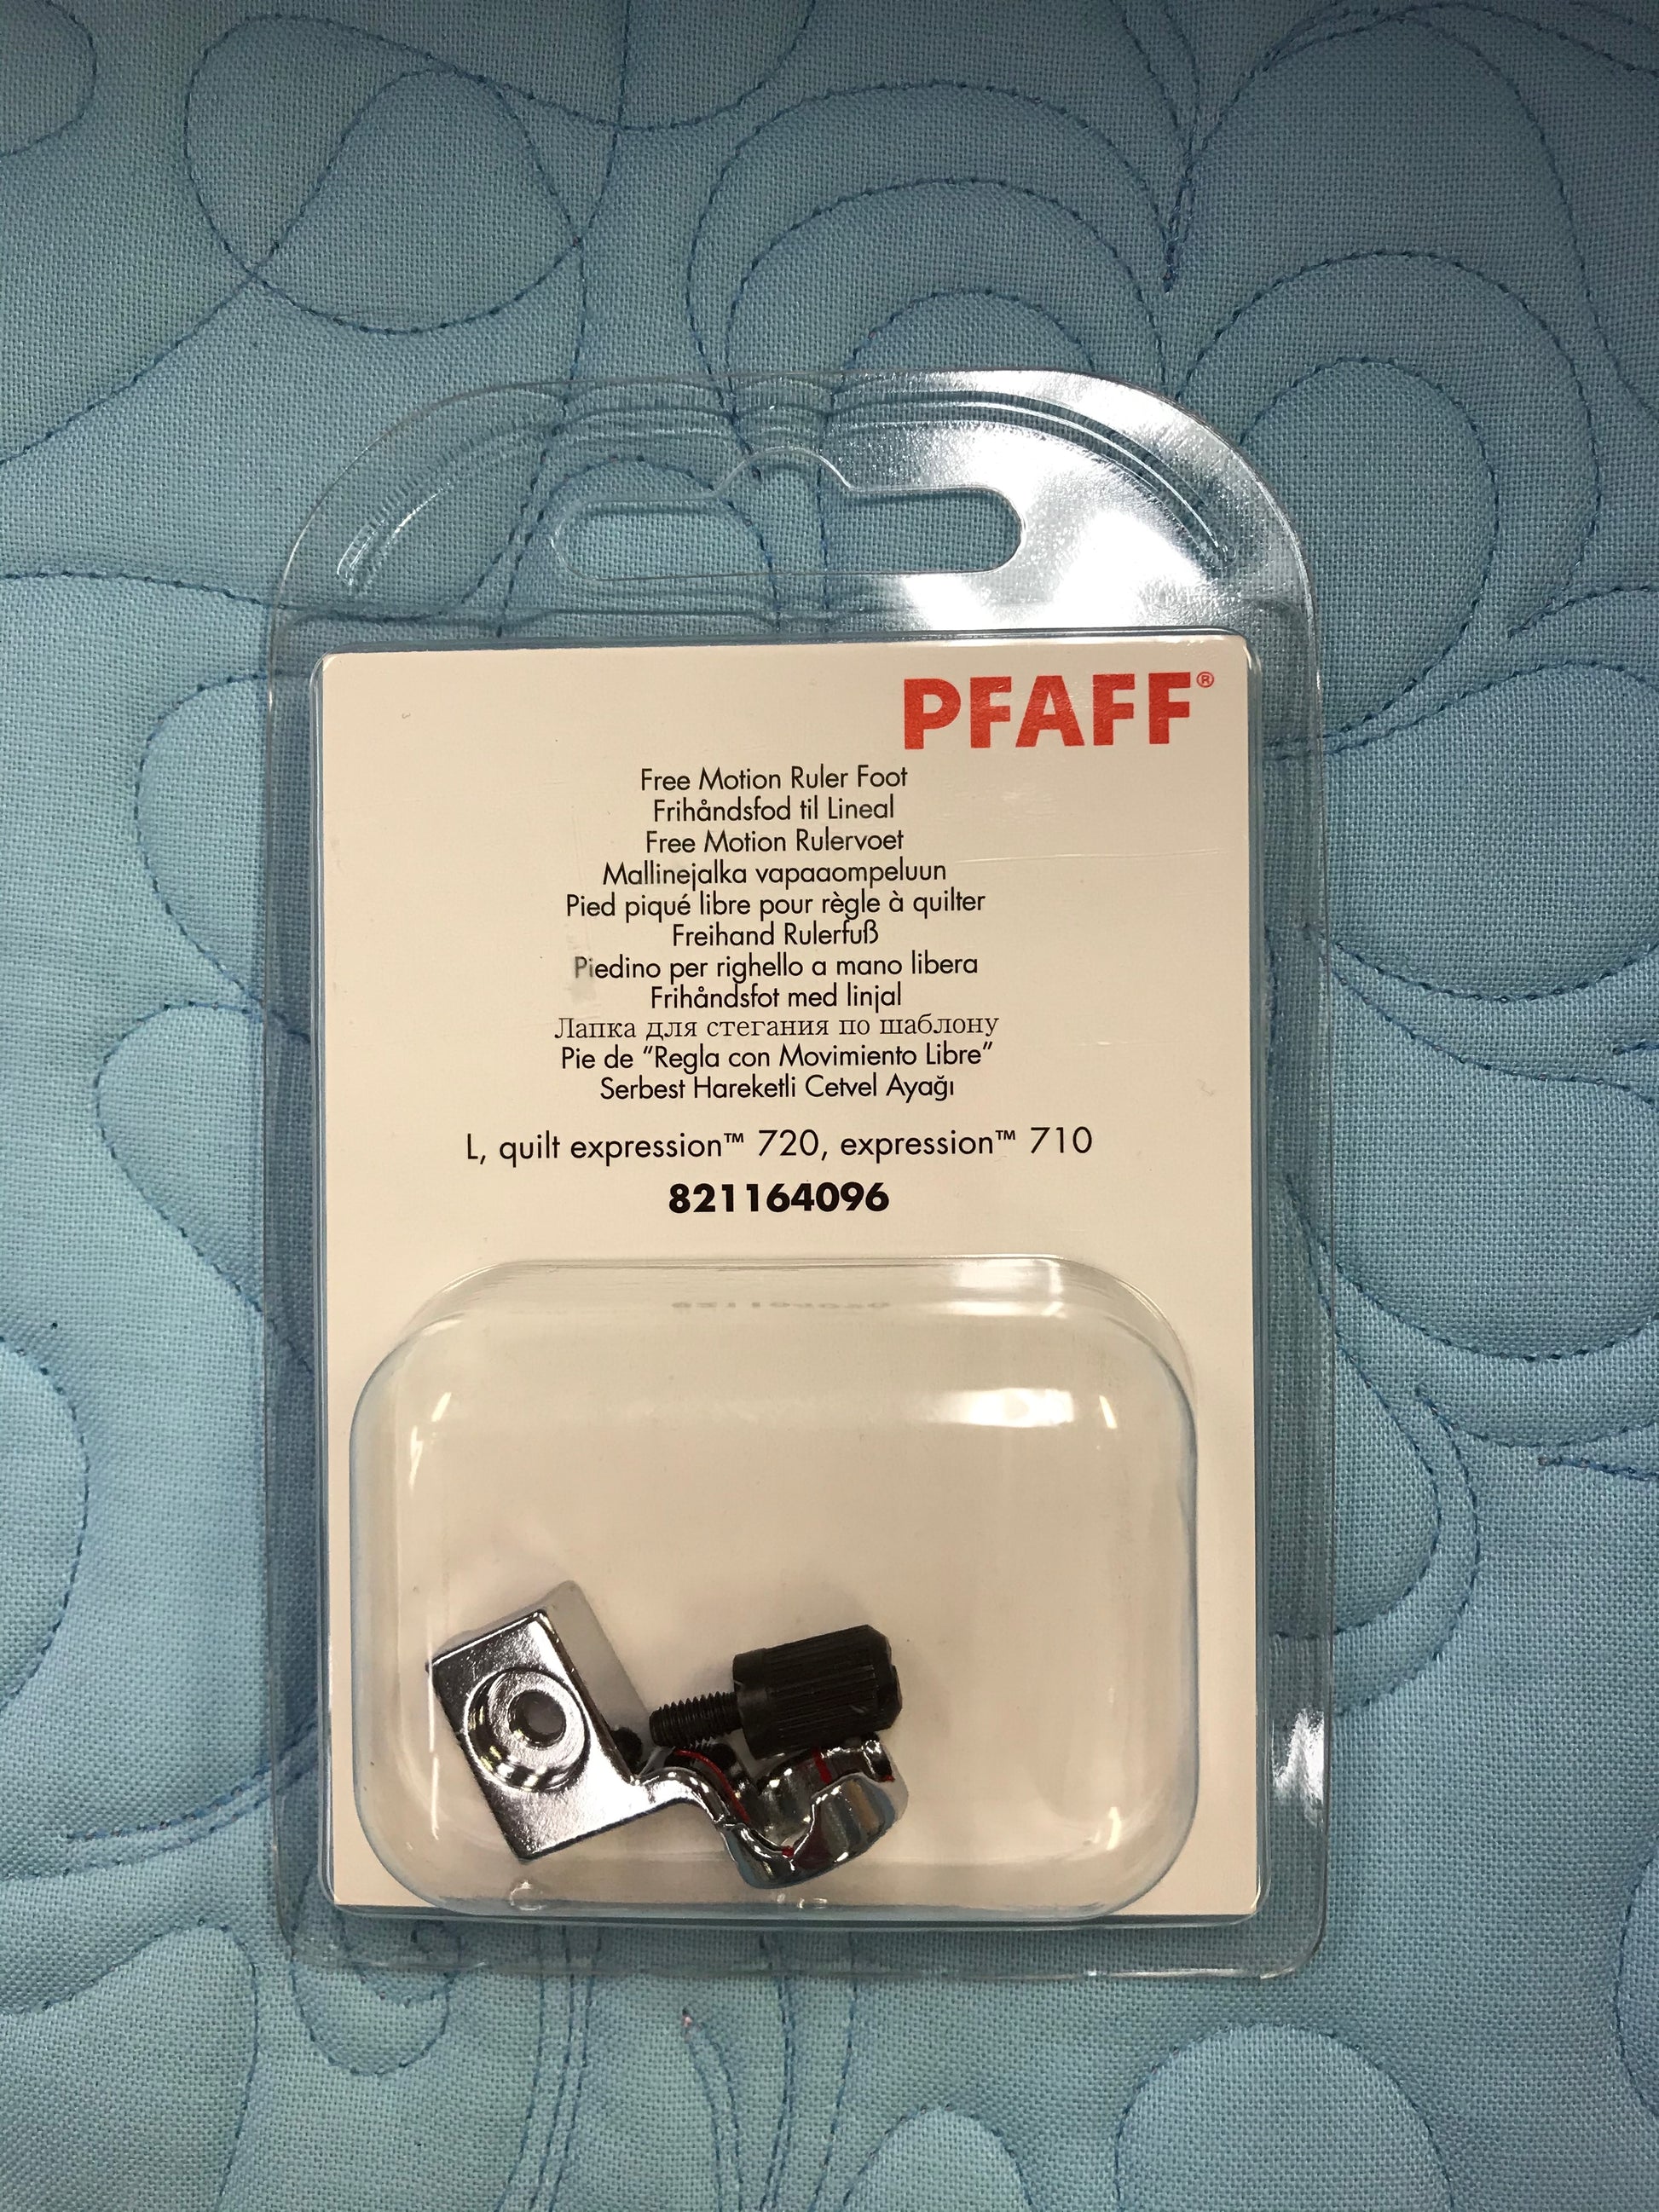 PFAFF®
Free Motion Ruler Foot
Frihåndsfod til Lineal
Free Motion Rulervoet
Mallinejalka vapaaompeluun
Pied piqué libre pour règle à quilter
Freihand Rulerfuß
Piedino per righello a mano libera
Frihåndsfot med linjal
Лапка для стегания по шаблону
Pie de “Regla con Movimiento Libre”
Serbest Hareketli Cetvel Ayağı
L, quilt expression™ 720, expression™ 710
821164096